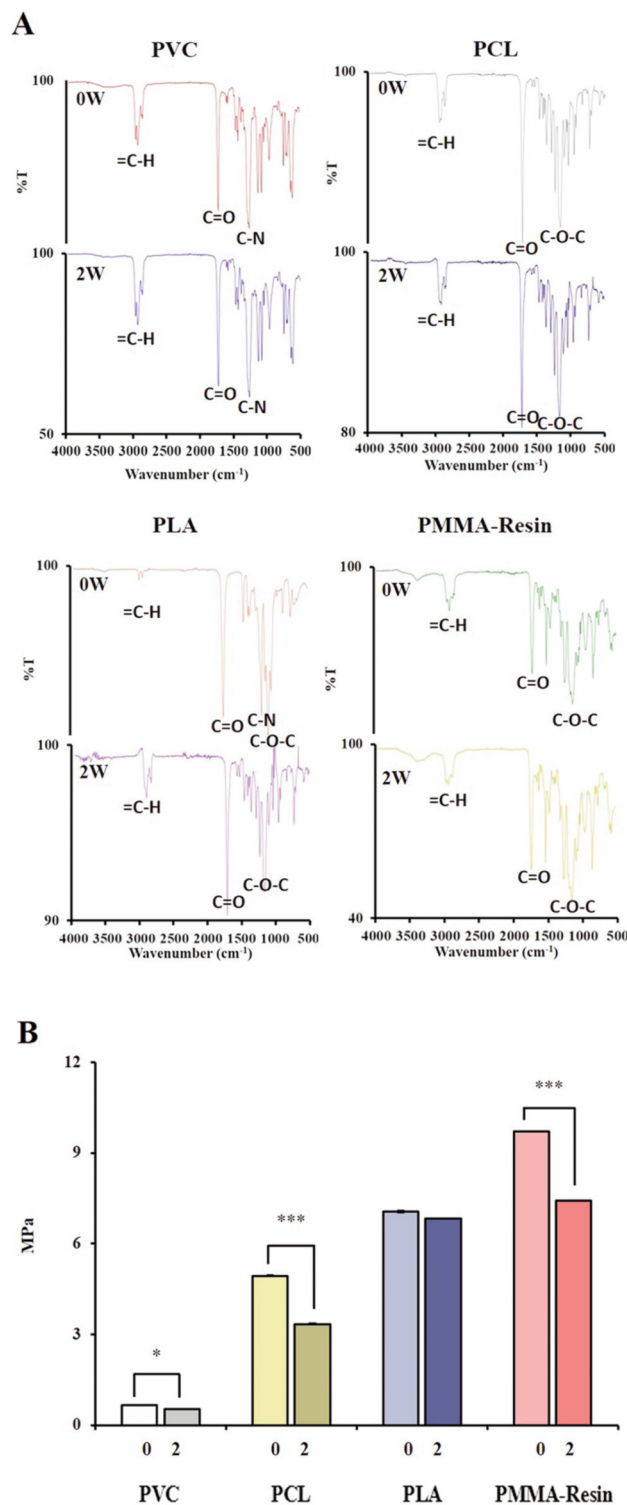 A
PVC
PCL
100
0W
=C-H
%T
C=O
C-N
100
2W
=C-H
C=O
C-N
50
4000 3500 3000 2500 2000 1500 1000 500
Wavenumber (cm-1)
100
0W
=C-H
%T
C=O
C-O-C
100
2W
=C-H
C=O
C-O-C
80
4000 3500 3000 2500 2000 1500 1000 500
Wavenumber (cm-1)
PLA
PMMA-Resin
100
0W
=C-H
%T
C=O
C-N
C-O-C
100
2W
=C-H
C=O
C-O-C
90
4000 3500 3000 2500 2000 1500 1000 500
Wavenumber (cm-1)
100
0W
=C-H
%T
C=O
C-O-C
100
2W
=C-H
C=O
C-O-C
40
4000 3500 3000 2500 2000 1500 1000 500
Wavenumber (cm-1)
B
12
9
6
3
0
MPa
*
***
***
0 2 0 2 0 2 0 2
PVC PCL PLA PMMA-Resin